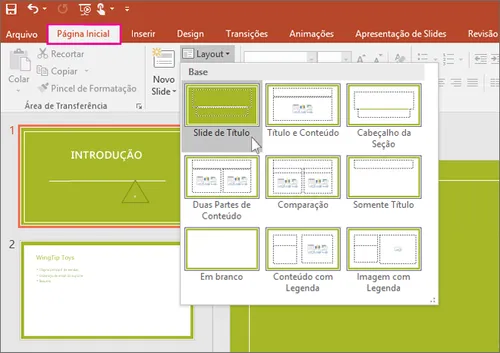 Arquivo Página Inicial Inserir Design Transições Animações Apresentação de Slides Revisão
Colar
Recortar
Copiar
Pincel de Formatação
Área de Transferência
Novo
Slide
Layout
Base
Slide de Título
Título e Conteúdo
Cabeçalho da
Seção
Duas Partes de
Conteúdo
Comparação
Somente Título
Em branco
Conteúdo com
Legenda
Imagem com
Legenda
1
INTRODUÇÃO
2
WingTip Toys